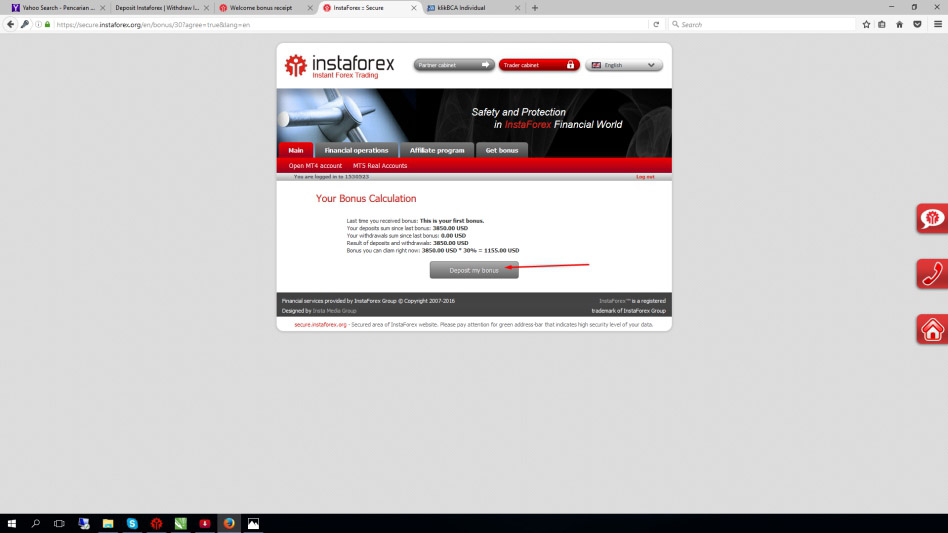 Yahoo Search - Pencarian ...
Deposit Instaforex | Withdraw I...
Welcome bonus receipt
InstaForex :: Secure
klikBCA Individual
https://secure.instaforex.org/en/bonus/30?agree=true&lang=en
Search
instaforex
Instant Forex Trading
Partner cabinet
Trader cabinet
English
Safety and Protection
in InstaForex Financial World
Main
Financial operations
Affiliate program
Get bonus
Open MT4 account
MT5 Real Accounts
You are logged in to
Log out
Your Bonus Calculation
Last time you received bonus: This is your first bonus.
Your deposits sum since last bonus: 3850.00 USD
Your withdrawals sum since last bonus: 0.00 USD
Result of deposits and withdrawals: 3850.00 USD
Bonus you can claim right now: 3850.00 USD * 30% = 1155.00 USD
Deposit my bonus
Financial services provided by InstaForex Group © Copyright 2007-2016
InstaForex™ is a registered
Designed by Insta Media Group
trademark of InstaForex Group
secure.instaforex.org - Secured area of InstaForex website. Please pay attention for green address-bar that indicates high security level of your data.